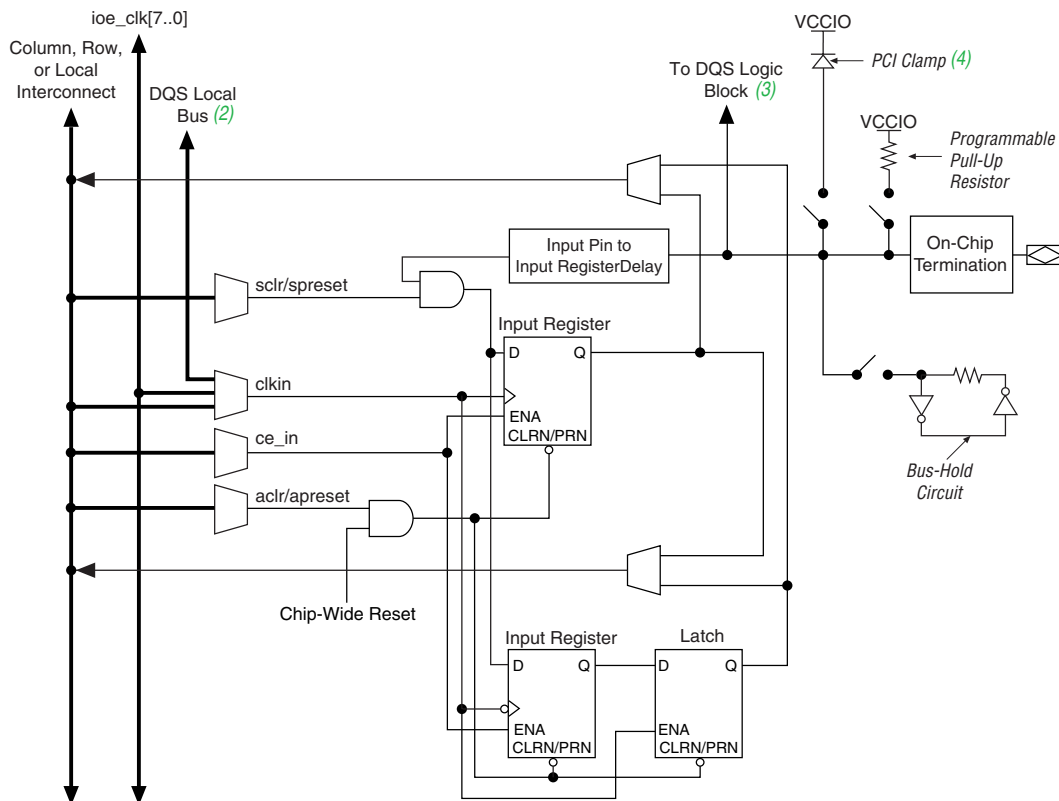 ioe_clk[7..0]
Column, Row,
or Local
Interconnect
DQS Local
Bus (2)
To DQS Logic
Block (3)
VCCIO
PCI Clamp (4)
VCCIO
Programmable
Pull-Up
Resistor
Input Pin to
Input RegisterDelay
On-Chip
Termination
sclr/spreset
Input Register
D
Q
ENA
CLRN/PRN
clkin
ce_in
aclr/apreset
Bus-Hold
Circuit
Chip-Wide Reset
Input Register
D
Q
ENA
CLRN/PRN
Latch
D
Q
ENA
CLRN/PRN